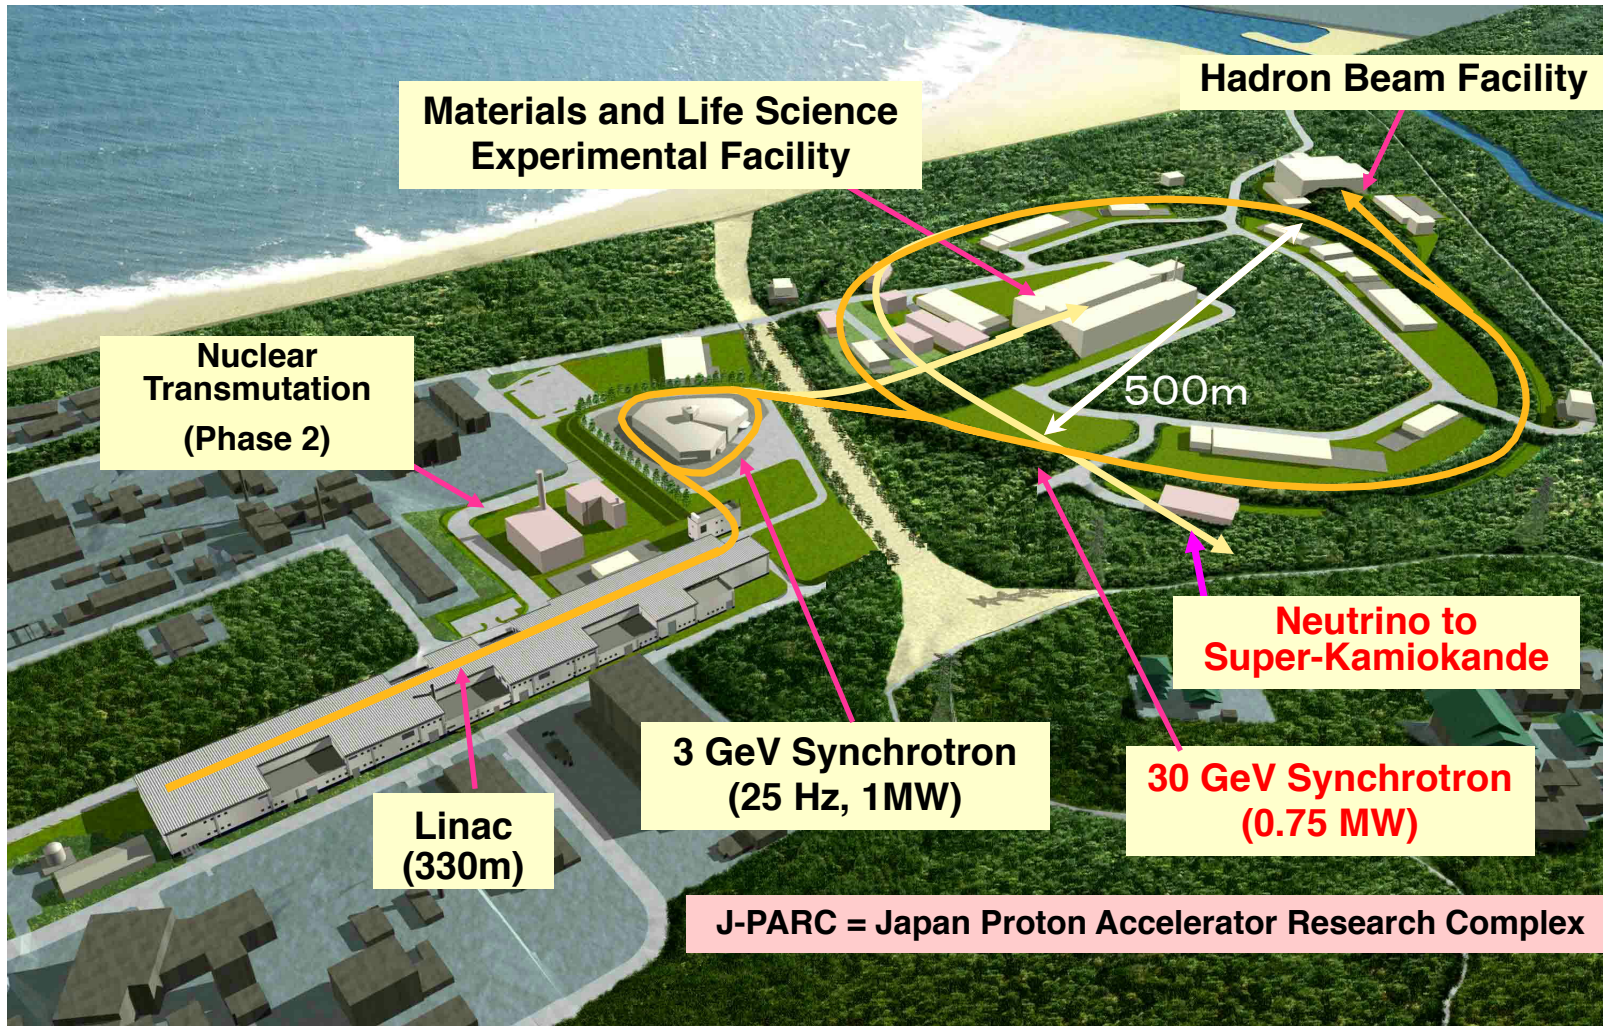 Hadron Beam Facility
Materials and Life Science
Experimental Facility
Nuclear
Transmutation
(Phase 2)
500m
Neutrino to
Super-Kamiokande
3 GeV Synchrotron
(25 Hz, 1MW)
30 GeV Synchrotron
(0.75 MW)
Linac
(330m)
J-PARC = Japan Proton Accelerator Research Complex